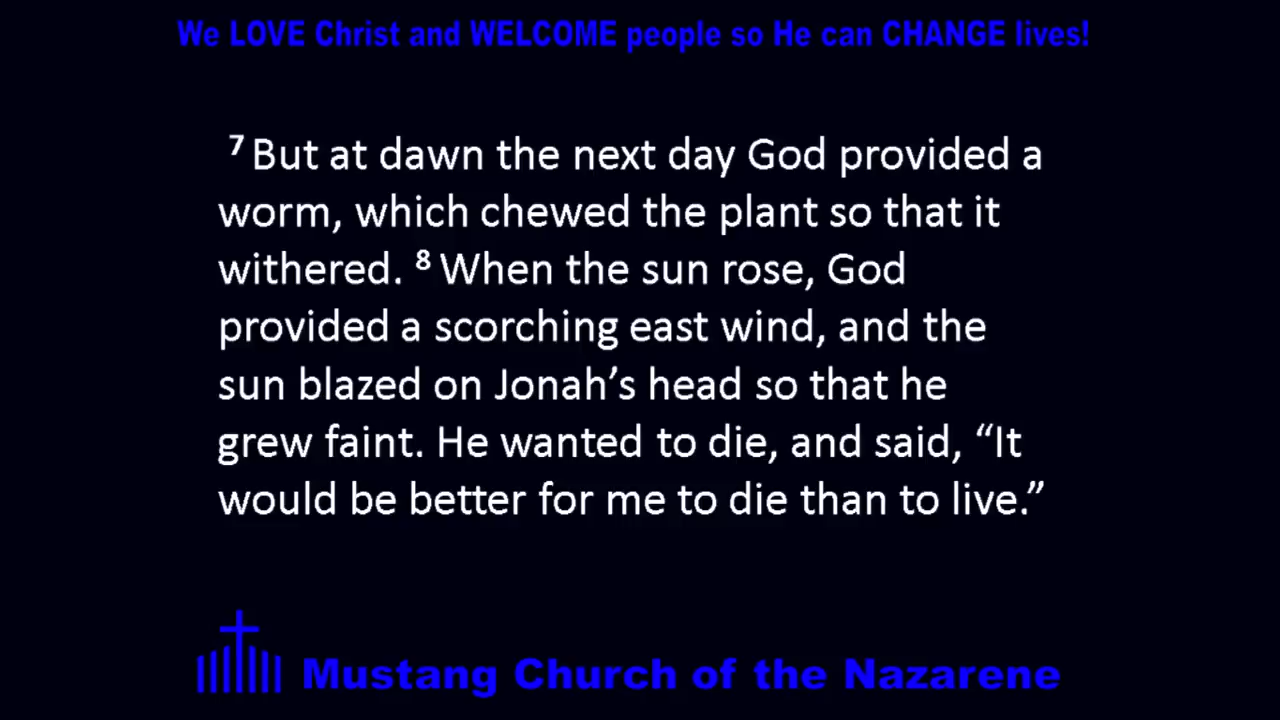 We LOVE Christ and WELCOME people so He can CHANGE lives!
⁷ But at dawn the next day God provided a
worm, which chewed the plant so that it
withered. ⁸ When the sun rose, God
provided a scorching east wind, and the
sun blazed on Jonah’s head so that he
grew faint. He wanted to die, and said, “It
would be better for me to die than to live.”
Mustang Church of the Nazarene